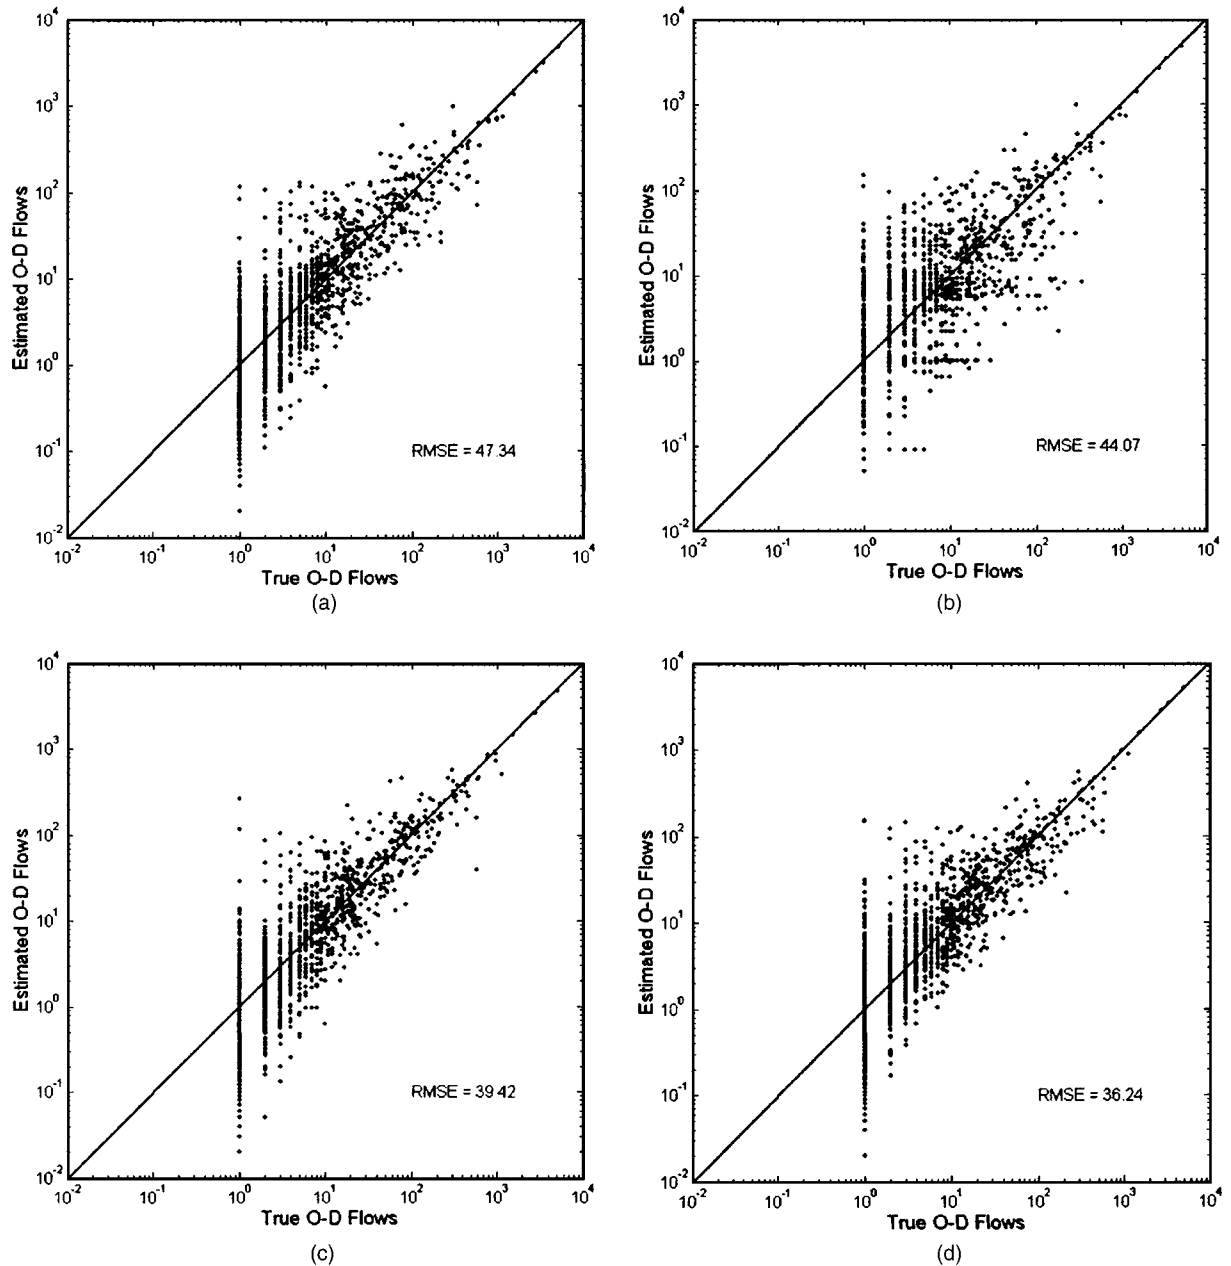 10^4
10^3
10^2
10^1
10^0
10^-1
10^-2
Estimated O-D Flows
RMSE = 47.34
10^-2 10^-1 10^0 10^1 10^2 10^3 10^4
True O-D Flows
(a)
10^4
10^3
10^2
10^1
10^0
10^-1
10^-2
Estimated O-D Flows
RMSE = 44.07
10^-2 10^-1 10^0 10^1 10^2 10^3 10^4
True O-D Flows
(b)
10^4
10^3
10^2
10^1
10^0
10^-1
10^-2
Estimated O-D Flows
RMSE = 39.42
10^-2 10^-1 10^0 10^1 10^2 10^3 10^4
True O-D Flows
(c)
10^4
10^3
10^2
10^1
10^0
10^-1
10^-2
Estimated O-D Flows
RMSE = 36.24
10^-2 10^-1 10^0 10^1 10^2 10^3 10^4
True O-D Flows
(d)